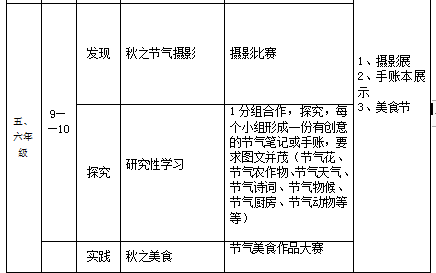 五、
六年
级
9—
—10
发现
秋之节气摄影
摄影比赛
探究
研究性学习
1 分组合作，探究，每
个小组形成一份有创意
的节气笔记或手账，要
求图文并茂（节气花、
节气农作物、节气天气、
节气诗词、节气物候、
节气厨房、节气动物等
等）
实践
秋之美食
节气美食作品大赛
1、摄影展
2、手账本展
示
3、美食节